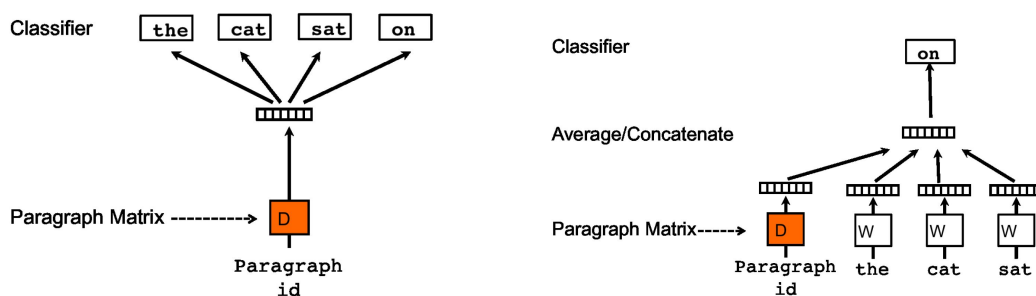 Classifier
the cat sat on
Paragraph Matrix
D
Paragraph
id
Classifier
on
Average/Concatenate
Paragraph Matrix
D W W W
Paragraph the cat sat
id